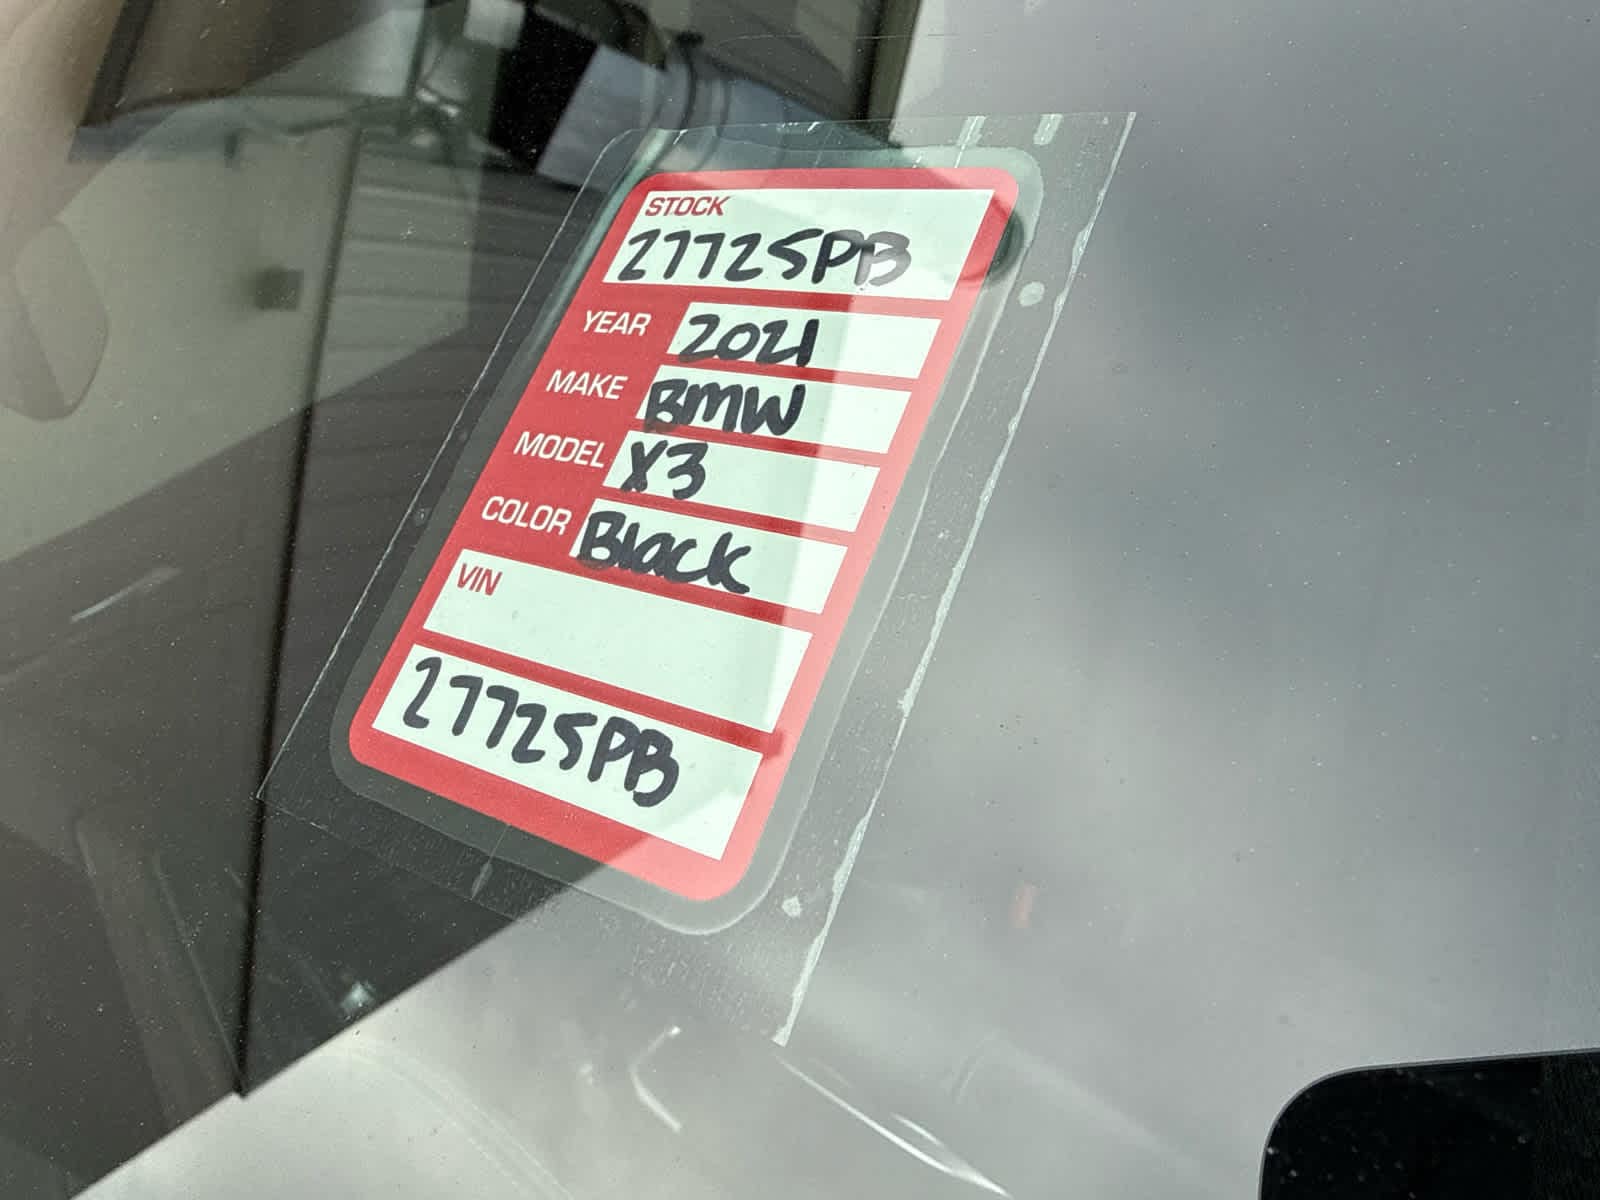 STOCK
27725PB
YEAR 2021
MAKE BMW
MODEL X3
COLOR Black
VIN
27725PB